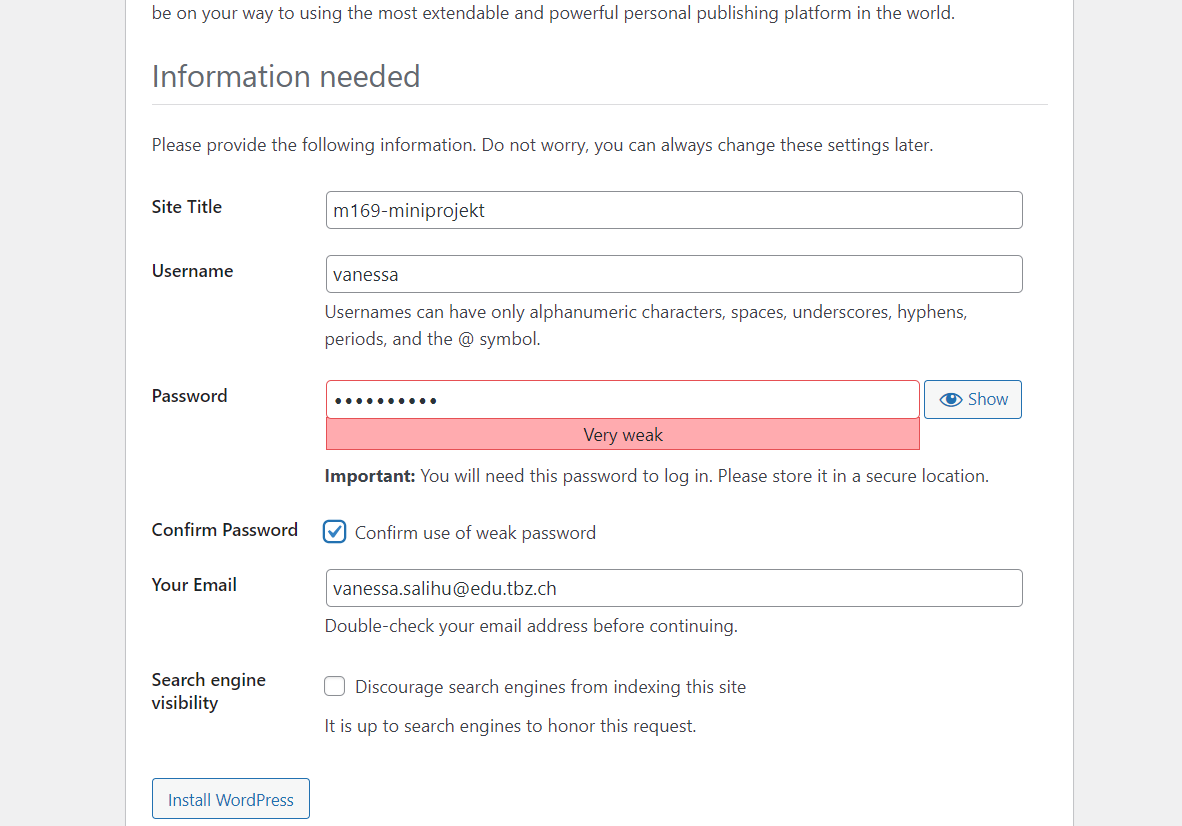 be on your way to using the most extendable and powerful personal publishing platform in the world.
Information needed
Please provide the following information. Do not worry, you can always change these settings later.
Site Title
m169-miniprojekt
Username
vanessa
Usernames can have only alphanumeric characters, spaces, underscores, hyphens,
periods, and the @ symbol.
Password
••••••••••
Show
Very weak
Important: You will need this password to log in. Please store it in a secure location.
Confirm Password
Confirm use of weak password
Your Email
vanessa.salihu@edu.tbz.ch
Double-check your email address before continuing.
Search engine
visibility
Discourage search engines from indexing this site
It is up to search engines to honor this request.
Install WordPress